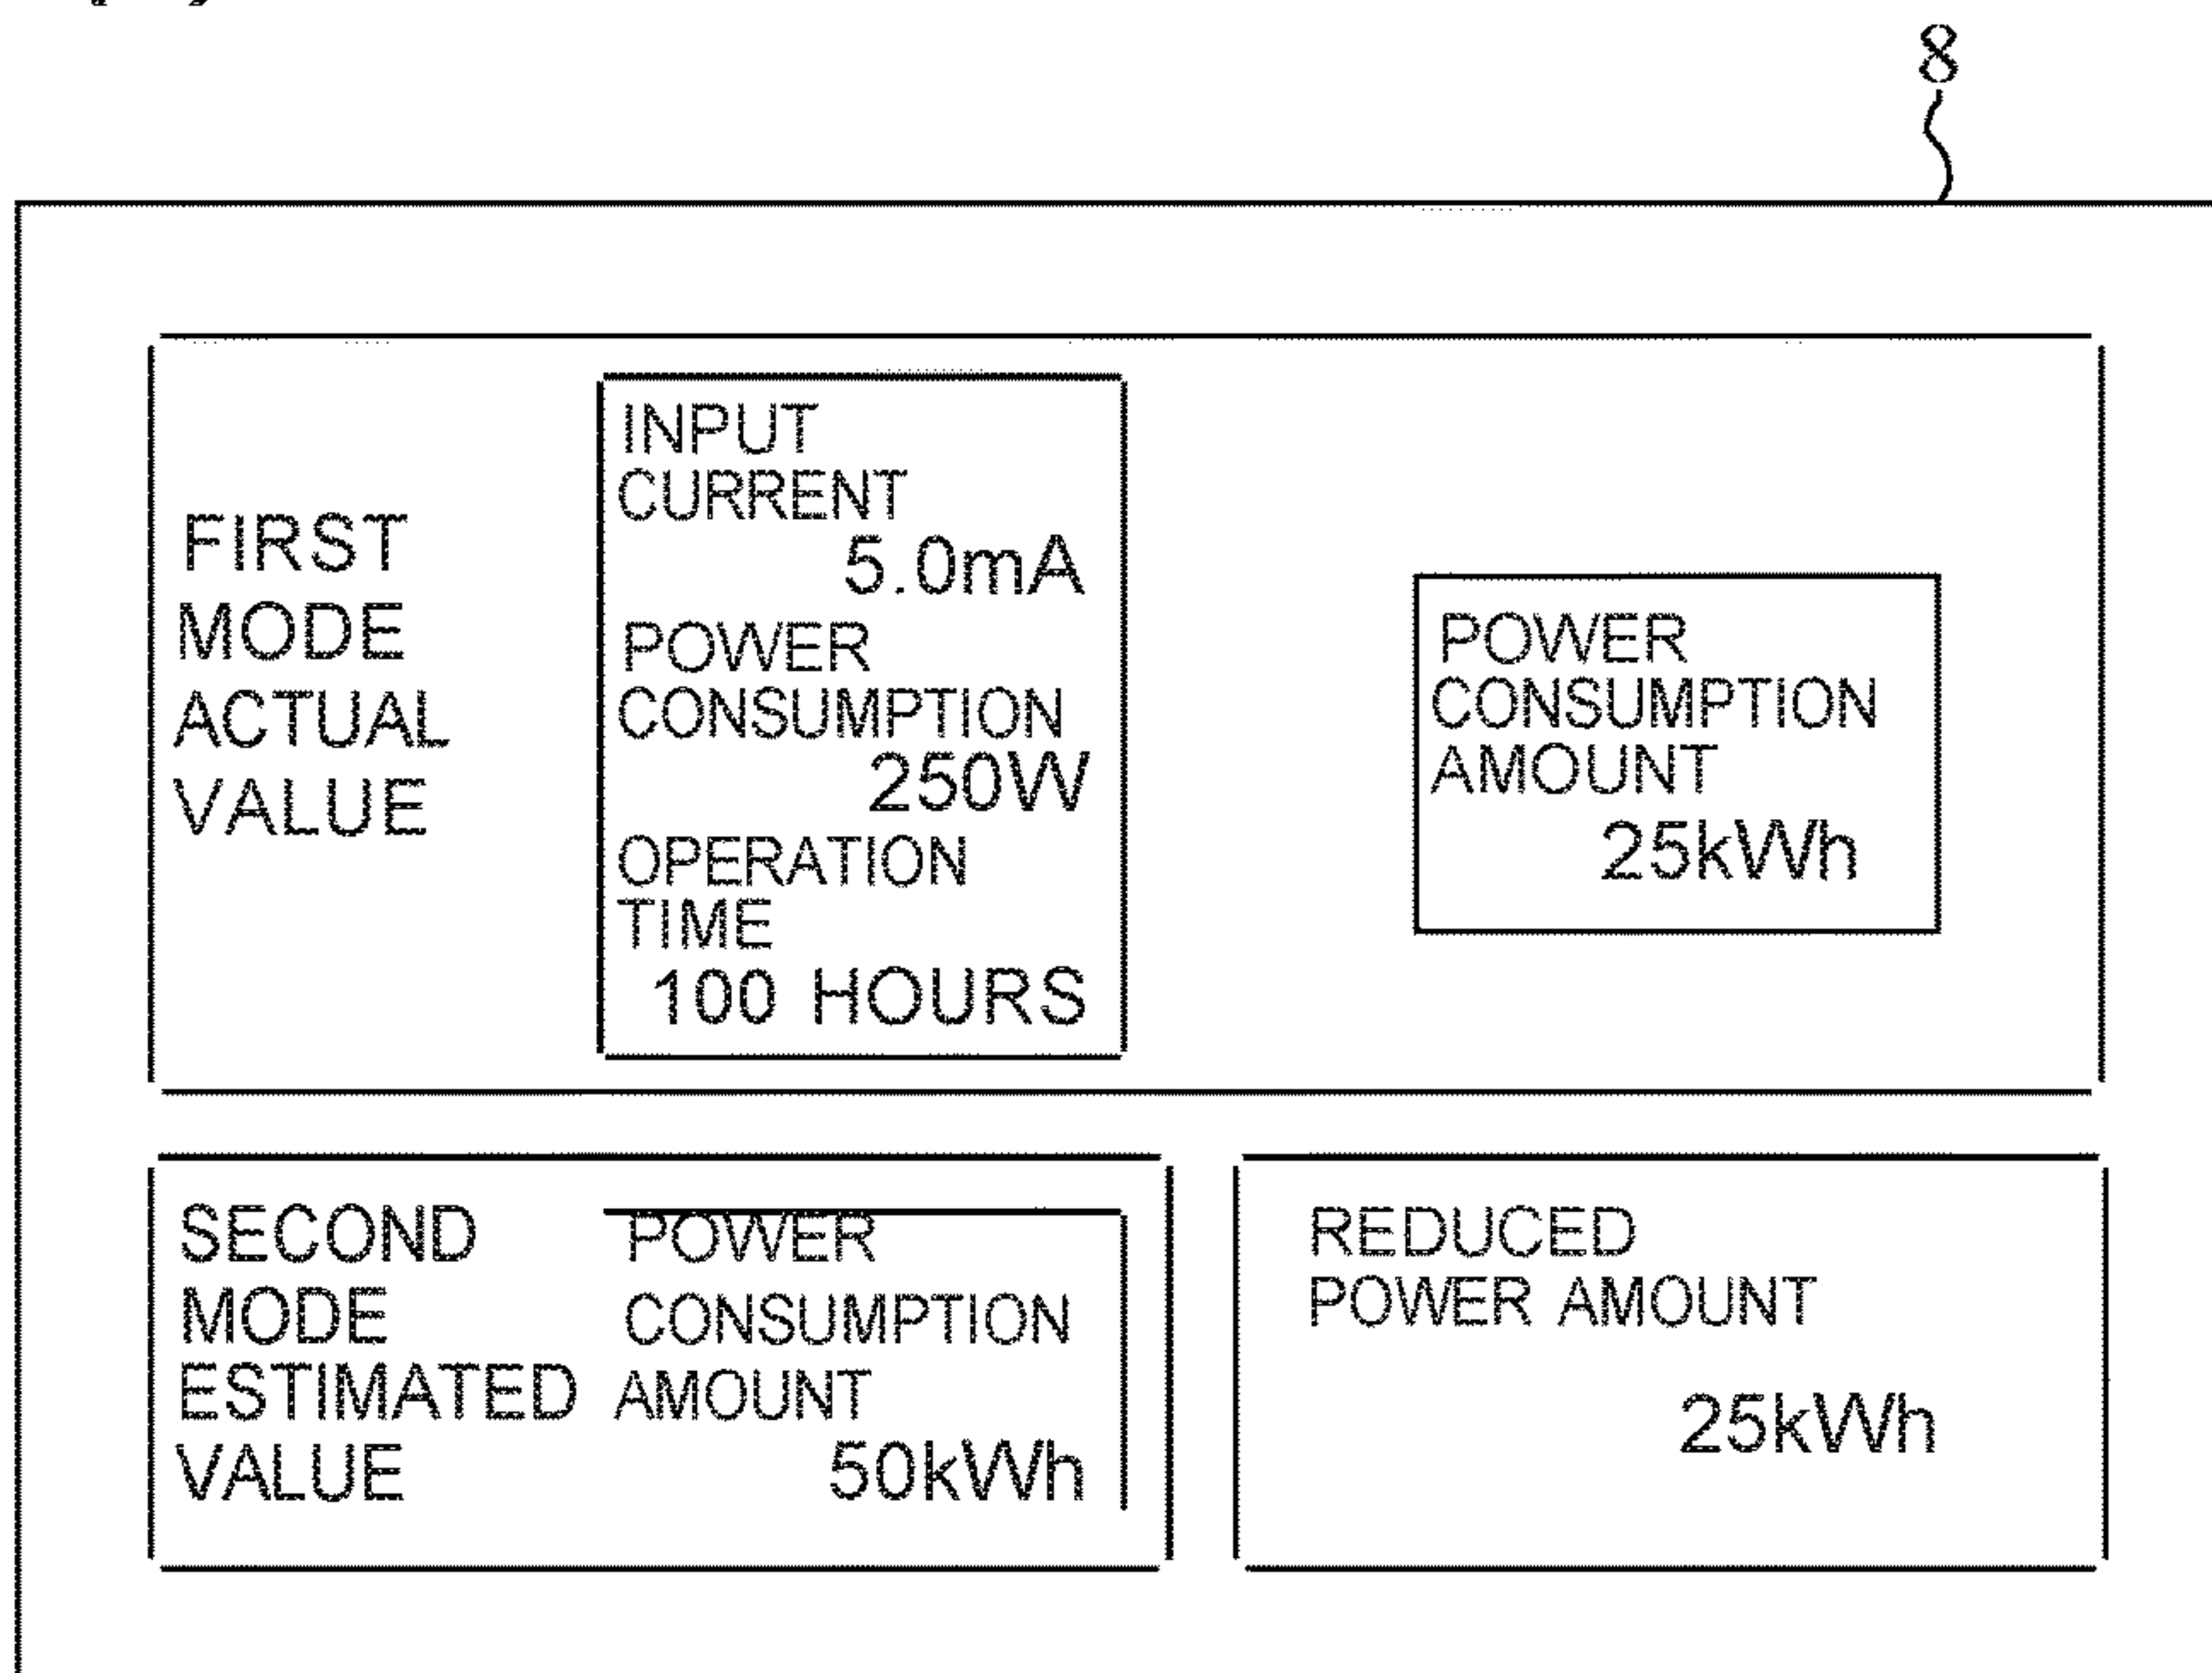 8
FIRST
MODE
ACTUAL
VALUE
INPUT
CURRENT
5.0mA
POWER
CONSUMPTION
250W
OPERATION
TIME
100 HOURS
POWER
CONSUMPTION
AMOUNT
25kWh
SECOND
MODE
ESTIMATED
VALUE
POWER
CONSUMPTION
AMOUNT
50kWh
REDUCED
POWER AMOUNT
25kWh